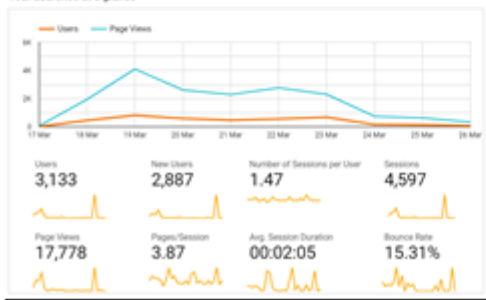 Users Page Views
6K
4K
2K
0
17 Mar 18 Mar 19 Mar 20 Mar 21 Mar 22 Mar 23 Mar 24 Mar 25 Mar 26 Mar
Users New Users Number of Sessions per User Sessions
3,133 2,887 1.47 4,597
Page Views Pages/Session Avg. Session Duration Bounce Rate
17,778 3.87 00:02:05 15.31%